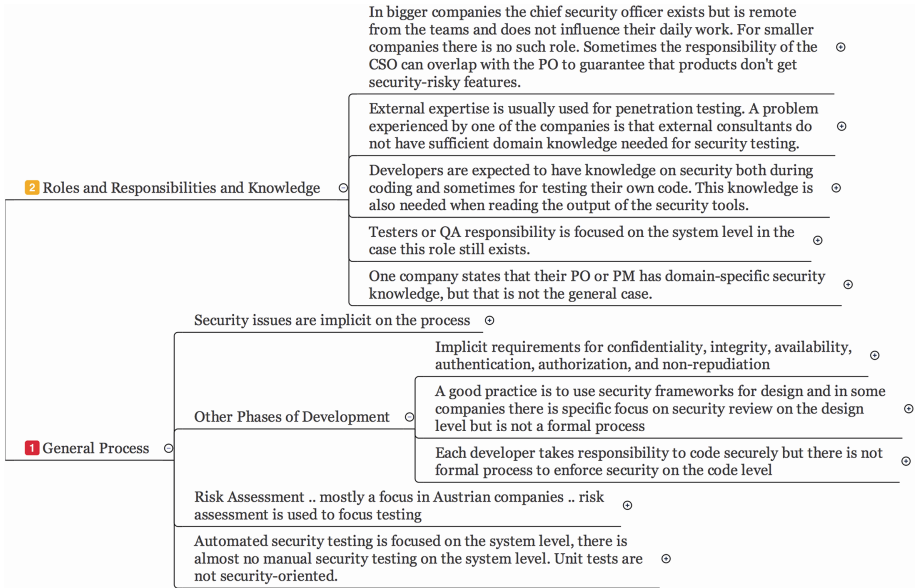 In bigger companies the chief security officer exists but is remote
from the teams and does not influence their daily work. For smaller
companies there is no such role. Sometimes the responsibility of the
CSO can overlap with the PO to guarantee that products don't get
security-risky features.
External expertise is usually used for penetration testing. A problem
experienced by one of the companies is that external consultants do
not have sufficient domain knowledge needed for security testing.
2 Roles and Responsibilities and Knowledge
Developers are expected to have knowledge on security both during
coding and sometimes for testing their own code. This knowledge is
also needed when reading the output of the security tools.
Testers or QA responsibility is focused on the system level in the
case this role still exists.
One company states that their PO or PM has domain-specific security
knowledge, but that is not the general case.
Security issues are implicit on the process
Implicit requirements for confidentiality, integrity, availability,
authentication, authorization, and non-repudiation
Other Phases of Development
A good practice is to use security frameworks for design and in some
companies there is specific focus on security review on the design
level but is not a formal process
1 General Process
Each developer takes responsibility to code securely but there is not
formal process to enforce security on the code level
Risk Assessment .. mostly a focus in Austrian companies .. risk
assessment is used to focus testing
Automated security testing is focused on the system level, there is
almost no manual security testing on the system level. Unit tests are
not security-oriented.